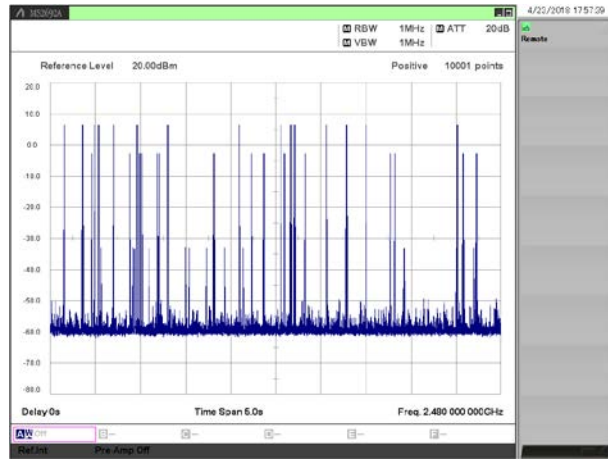 MS2692A
4/22/2018 17:57:39
RBW 1MHz ATT 20dB
VBW 1MHz
Remote
Reference Level 20.00dBm Positive 10001 points
20.0
10.0
0.0
-10.0
-20.0
-30.0
-40.0
-50.0
-60.0
-70.0
-80.0
Delay 0s Time Span 5.0s Freq. 2.480 000 000GHz
Off
Ref.Int Pre-Amp Off